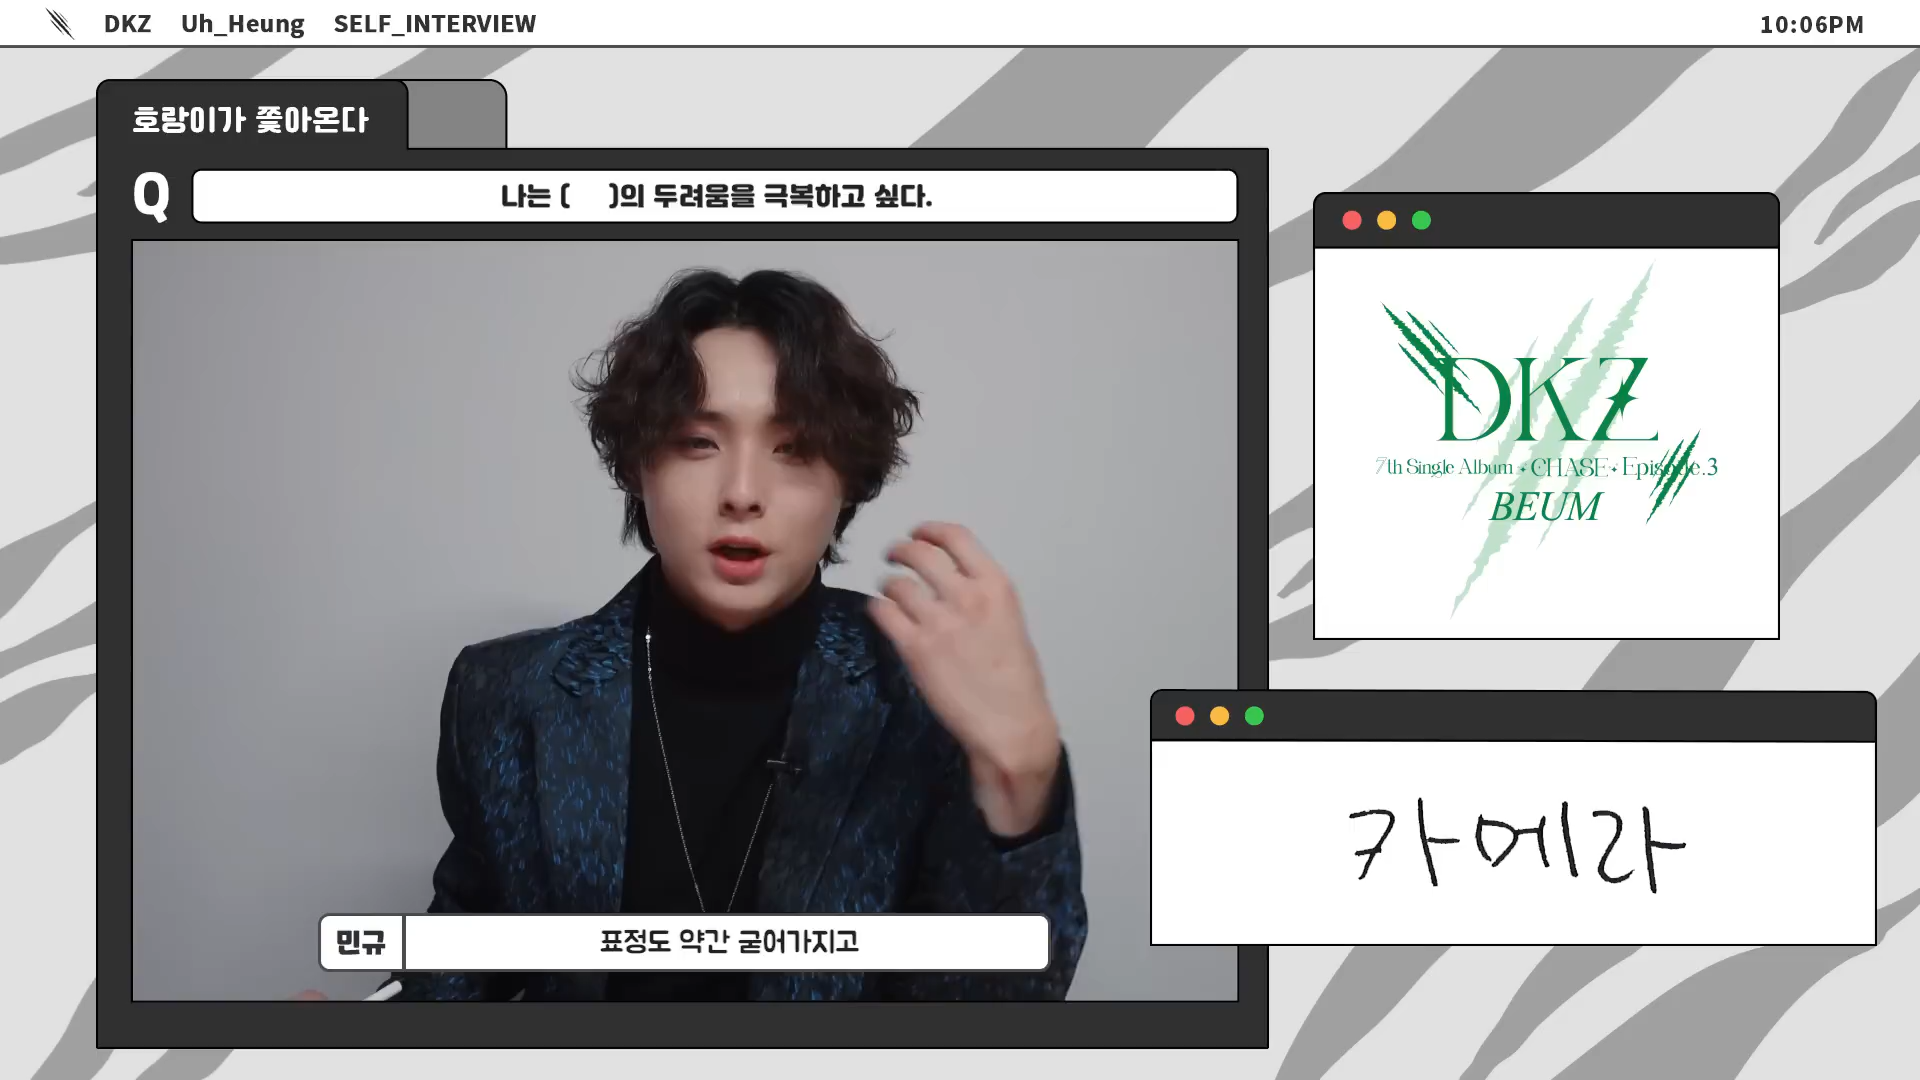 DKZ Uh_Heung SELF_INTERVIEW 10:06PM
호랑이가 쫓아온다
Q 나는 ( )의 두려움을 극복하고 싶다.
DKZ
7th Single Album CHASE Episode.3
BEUM
카메라
민규 표정도 약간 굳어가지고